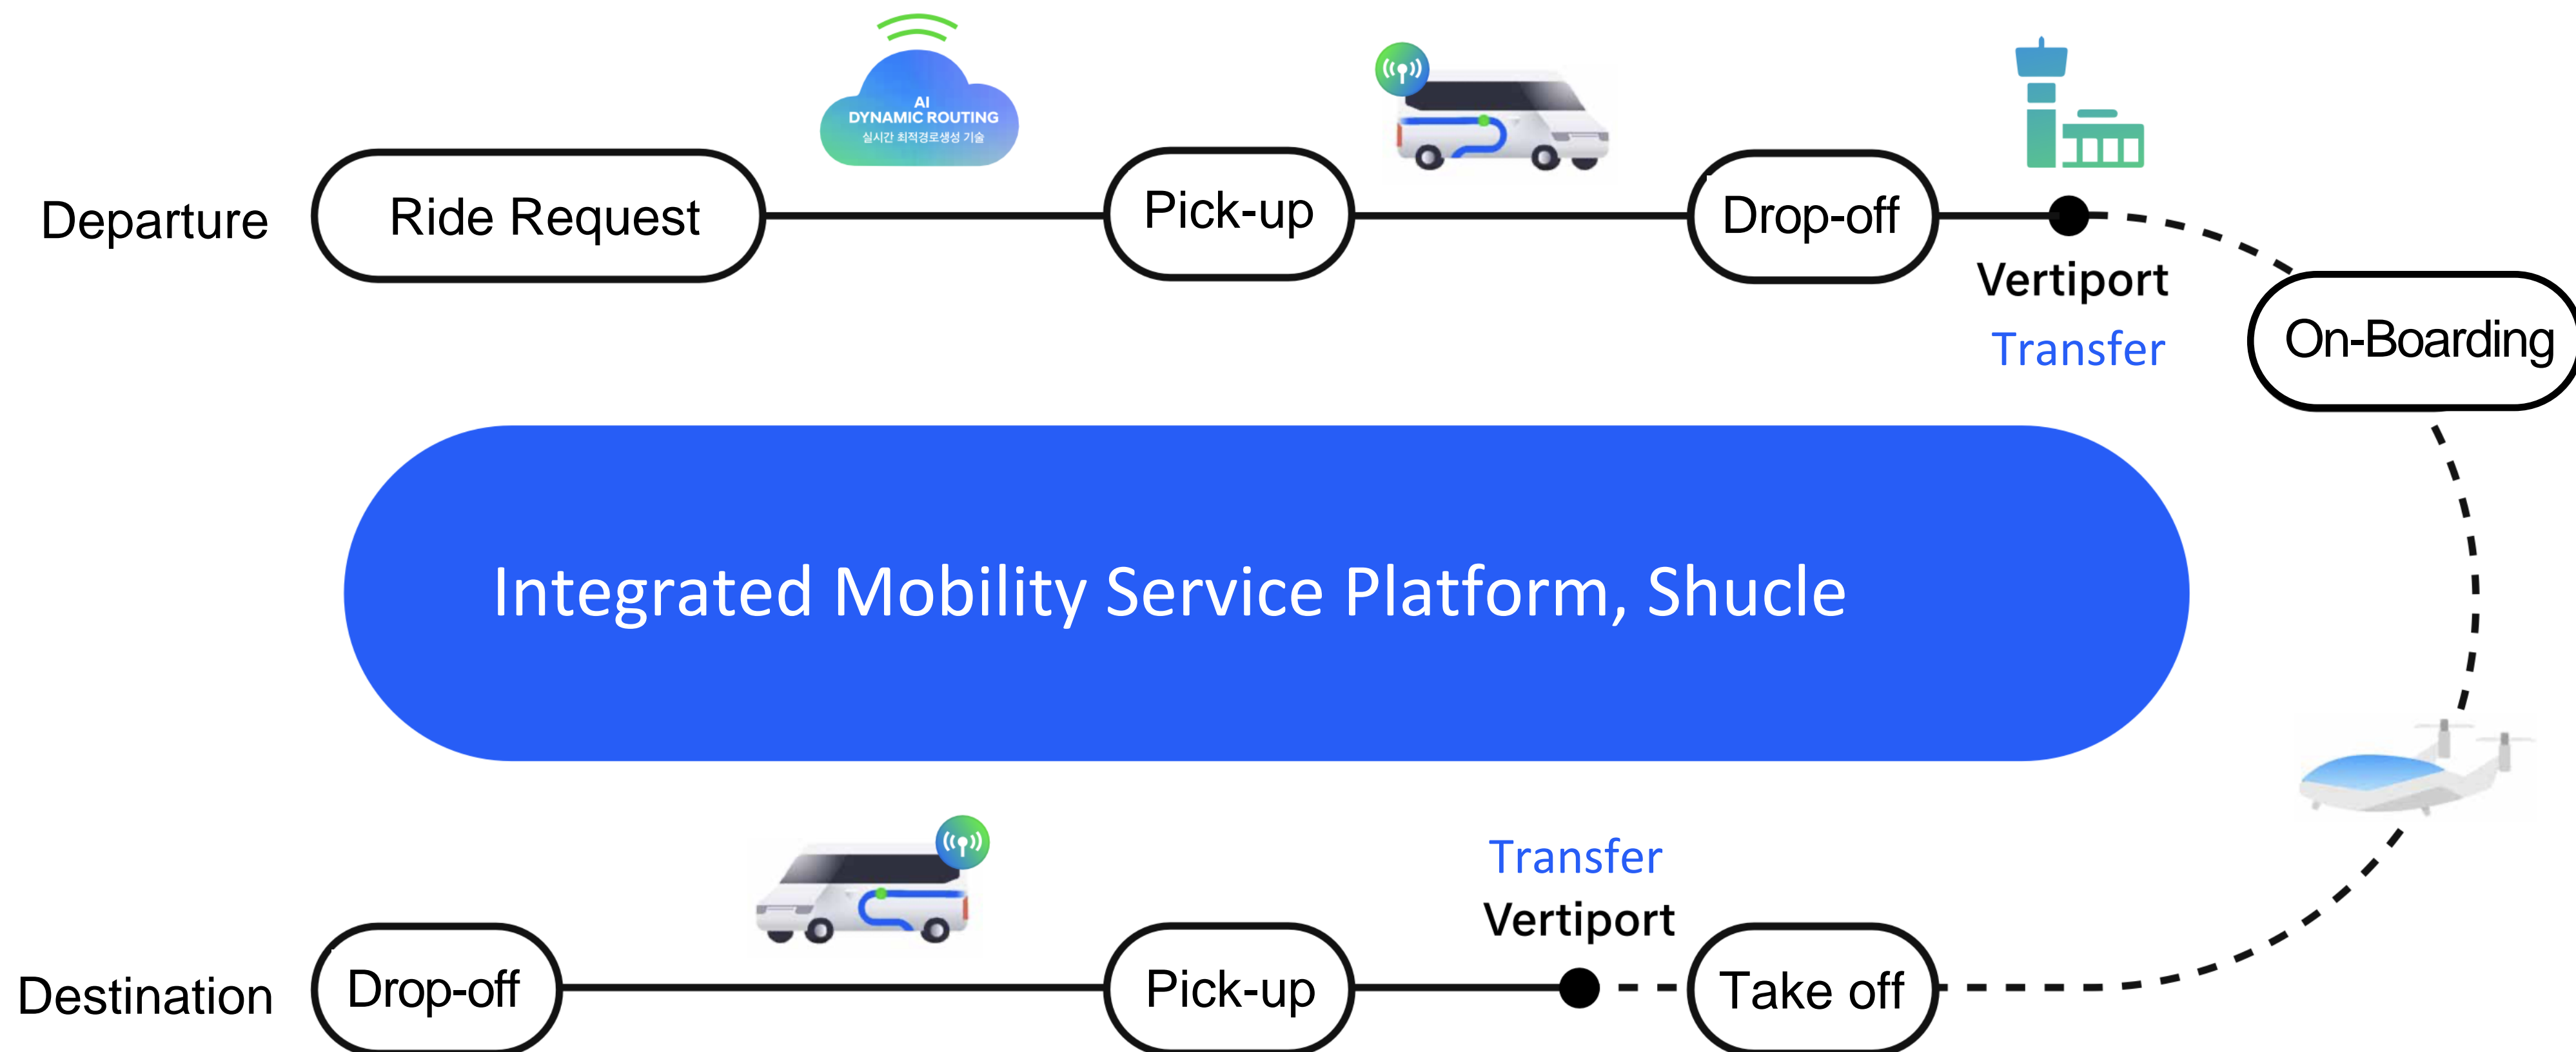 AI
DYNAMIC ROUTING
실시간 최적경로생성 기술
Departure
Ride Request
Pick-up
Drop-off
Vertiport
Transfer
On-Boarding
Integrated Mobility Service Platform, Shucle
Transfer
Vertiport
Destination
Drop-off
Pick-up
Take off